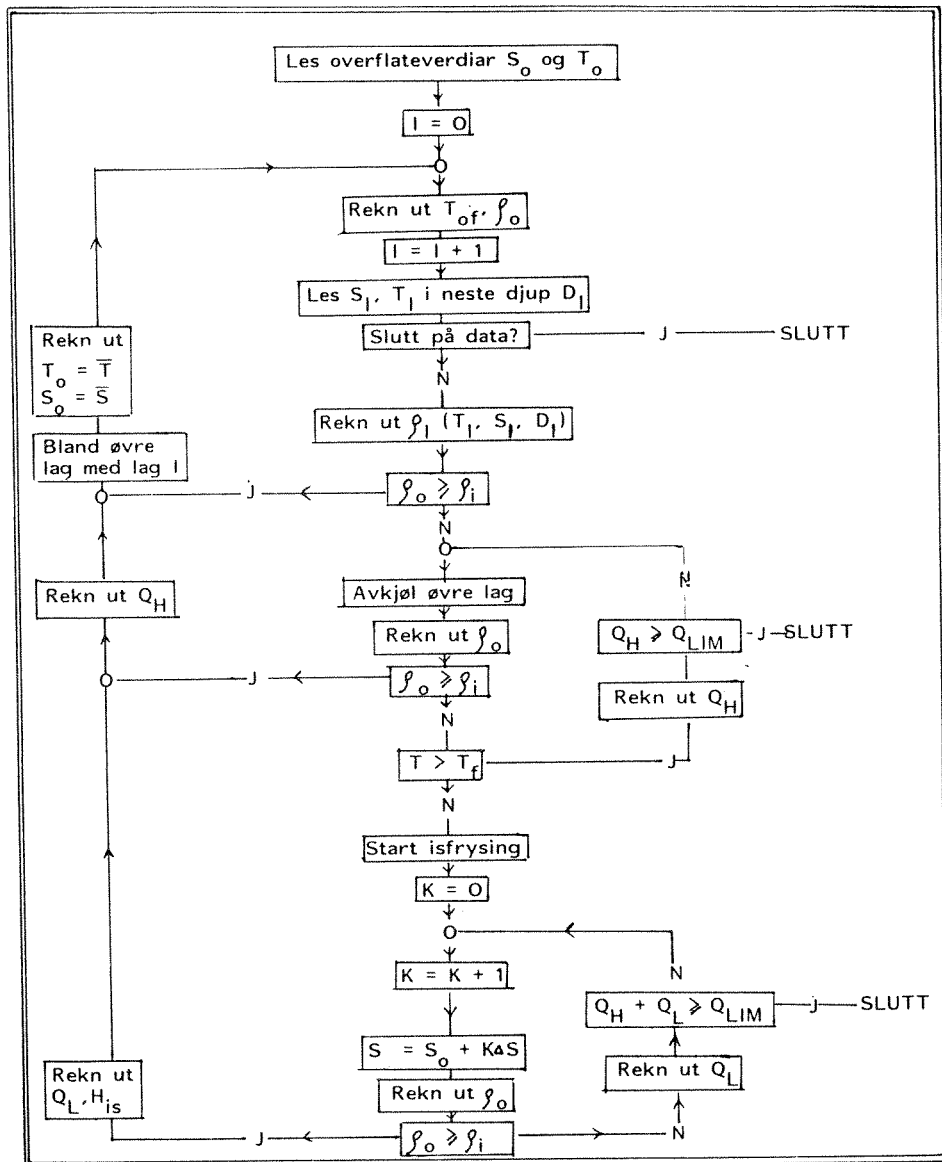 Les overflateverdiar S_o og T_o
I = O
O
Rekn ut T_of, ρ_o
I = I + 1
Les S_I, T_I i neste djup D_I
Slutt på data?
J
SLUTT
N
Rekn ut
T_o = T̅
S_o = S̅
Rekn ut ρ_I (T_I, S_I, D_I)
Bland øvre
lag med lag I
O
J
ρ_o ⩾ ρ_i
N
O
N
Rekn ut Q_H
Avkjøl øvre lag
Rekn ut ρ_o
Q_H ⩾ Q_LIM
J
SLUTT
O
J
ρ_o ⩾ ρ_i
Rekn ut Q_H
N
T > T_f
J
N
Start isfrysing
K = O
O
N
K = K + 1
Q_H + Q_L ⩾ Q_LIM
J
SLUTT
S = S_o + KΔS
Rekn ut Q_L
Rekn ut
Q_L, H_is
Rekn ut ρ_o
J
ρ_o ⩾ ρ_i
N